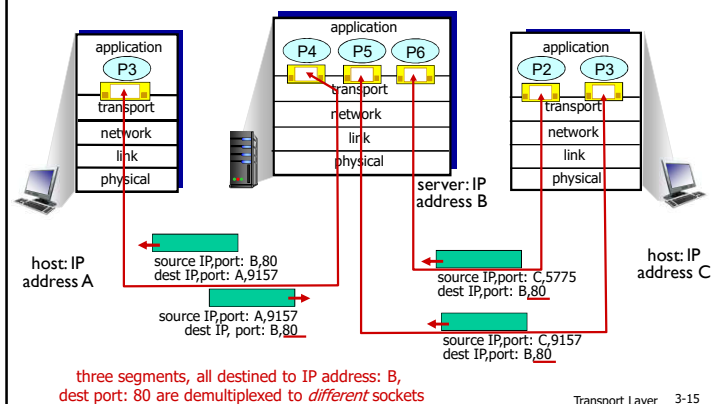 application
P3
transport
network
link
physical
application
P4 P5 P6
transport
network
link
physical
application
P2 P3
transport
network
link
physical
server: IP
address B
host: IP
address A
host: IP
address C
source IP,port: B,80
dest IP,port: A,9157
source IP,port: A,9157
dest IP, port: B,80
source IP,port: C,5775
dest IP,port: B,80
source IP,port: C,9157
dest IP,port: B,80
three segments, all destined to IP address: B,
dest port: 80 are demultiplexed to different sockets
Transport Layer 3-15